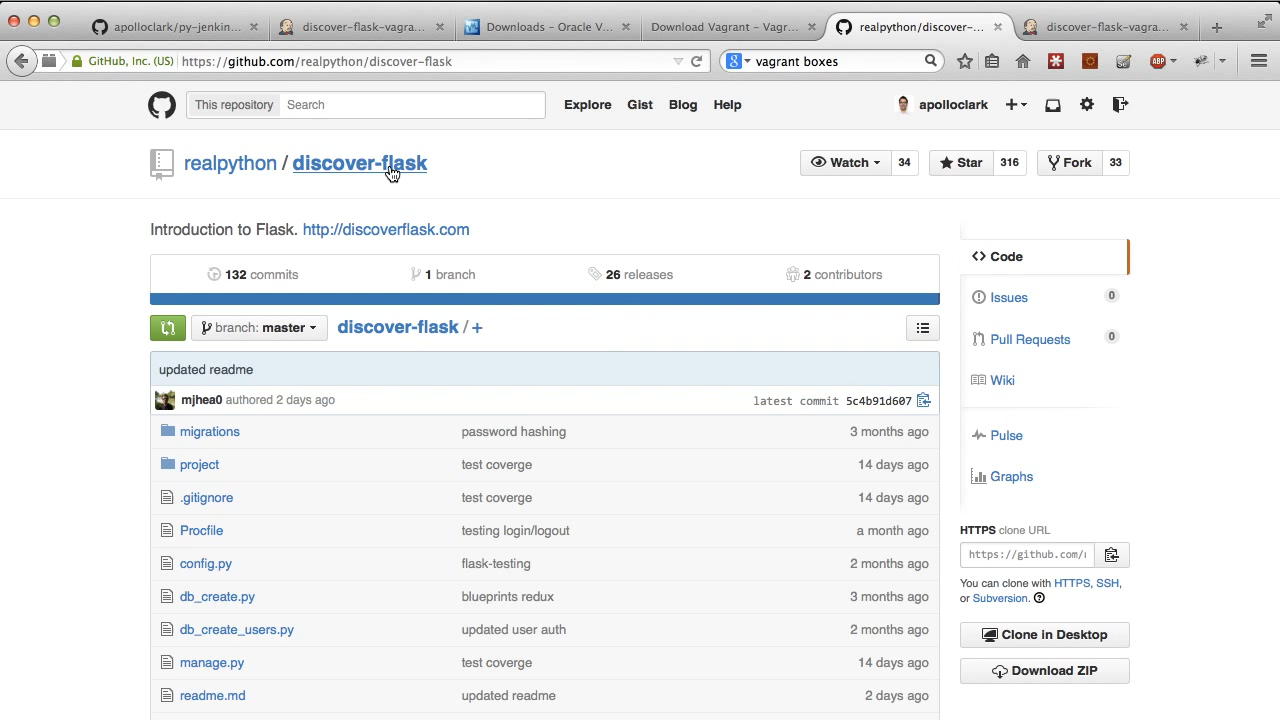 apolloclark/py-jenkin...
discover-flask-vagra...
Downloads – Oracle V...
Download Vagrant – Vagr...
realpython/discover-...
discover-flask-vagra...
GitHub, Inc. (US)
https://github.com/realpython/discover-flask
vagrant boxes
ABP
This repository
Search
Explore
Gist
Blog
Help
apolloclark
realpython / discover-flask
Watch
34
Star
316
Fork
33
Introduction to Flask. http://discoverflask.com
132 commits
1 branch
26 releases
2 contributors
branch: master
discover-flask / +
updated readme
mjhea0 authored 2 days ago
latest commit 5c4b91d607
migrations
password hashing
3 months ago
project
test coverge
14 days ago
.gitignore
test coverge
14 days ago
Procfile
testing login/logout
a month ago
config.py
flask-testing
2 months ago
db_create.py
blueprints redux
3 months ago
db_create_users.py
updated user auth
2 months ago
manage.py
test coverge
14 days ago
readme.md
updated readme
2 days ago
Code
Issues
0
Pull Requests
0
Wiki
Pulse
Graphs
HTTPS clone URL
https://github.com/
You can clone with HTTPS, SSH,
or Subversion.
Clone in Desktop
Download ZIP